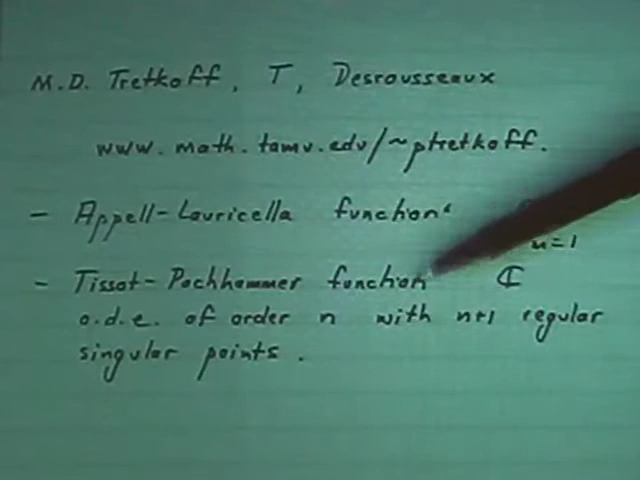 M.D. Tretkoff, T, Desrousseaux
www.math.tamu.edu/~ptretkoff.
- Appell-Lauricella function
n=1
- Tissot-Pochhammer function ℂ
o.d.e. of order n with n+1 regular
singular points.